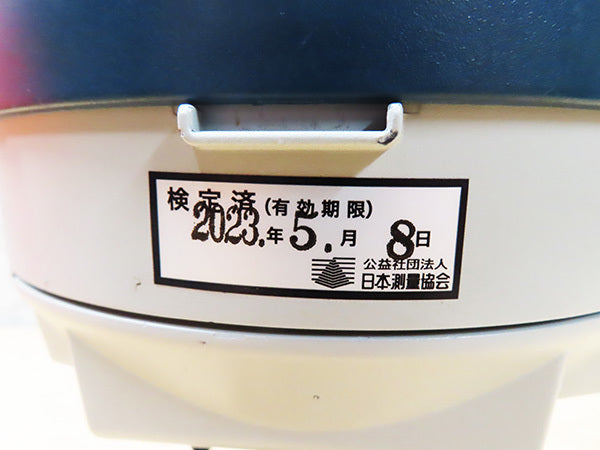 検定済(有効期限)
2023.年5.月8日
公益社団法人
日本測量協会